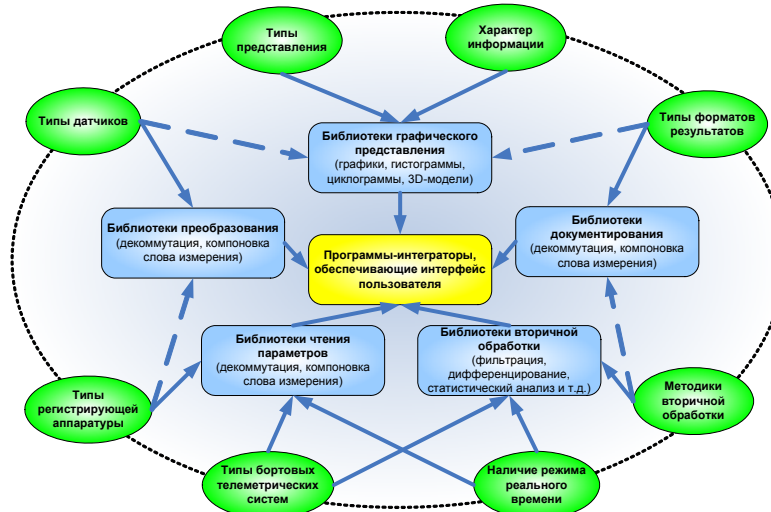 Типы
представления
Характер
информации
Типы датчиков
Типы форматов
результатов
Библиотеки графического
представления
(графики, гистограммы,
циклограммы, 3D-модели)
Библиотеки преобразования
(декоммутация, компоновка
слова измерения)
Библиотеки
документирования
(декоммутация, компоновка
слова измерения)
Программы-интеграторы,
обеспечивающие интерфейс
пользователя
Библиотеки чтения
параметров
(декоммутация, компоновка
слова измерения)
Библиотеки вторичной
обработки
(фильтрация,
дифференцирование,
статистический анализ и т.д.)
Типы
регистрирующей
аппаратуры
Методики
вторичной
обработки
Типы бортовых
телеметрических
систем
Наличие режима
реального
времени